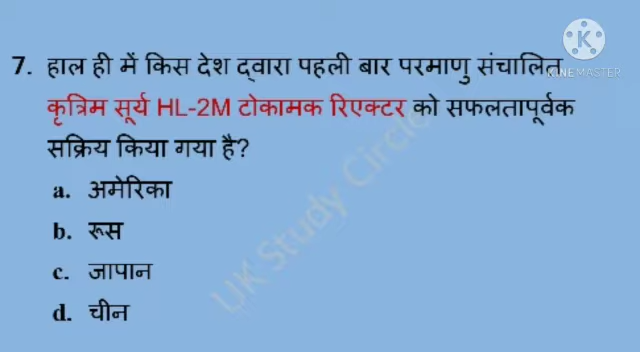 7. हाल ही में किस देश द्वारा पहली बार परमाणु संचालित
कृत्रिम सूर्य HL-2M टोकामक रिएक्टर को सफलतापूर्वक
सक्रिय किया गया है?
a. अमेरिका
b. रूस
c. जापान
d. चीन
K
KINEMASTER
UK Study Circle